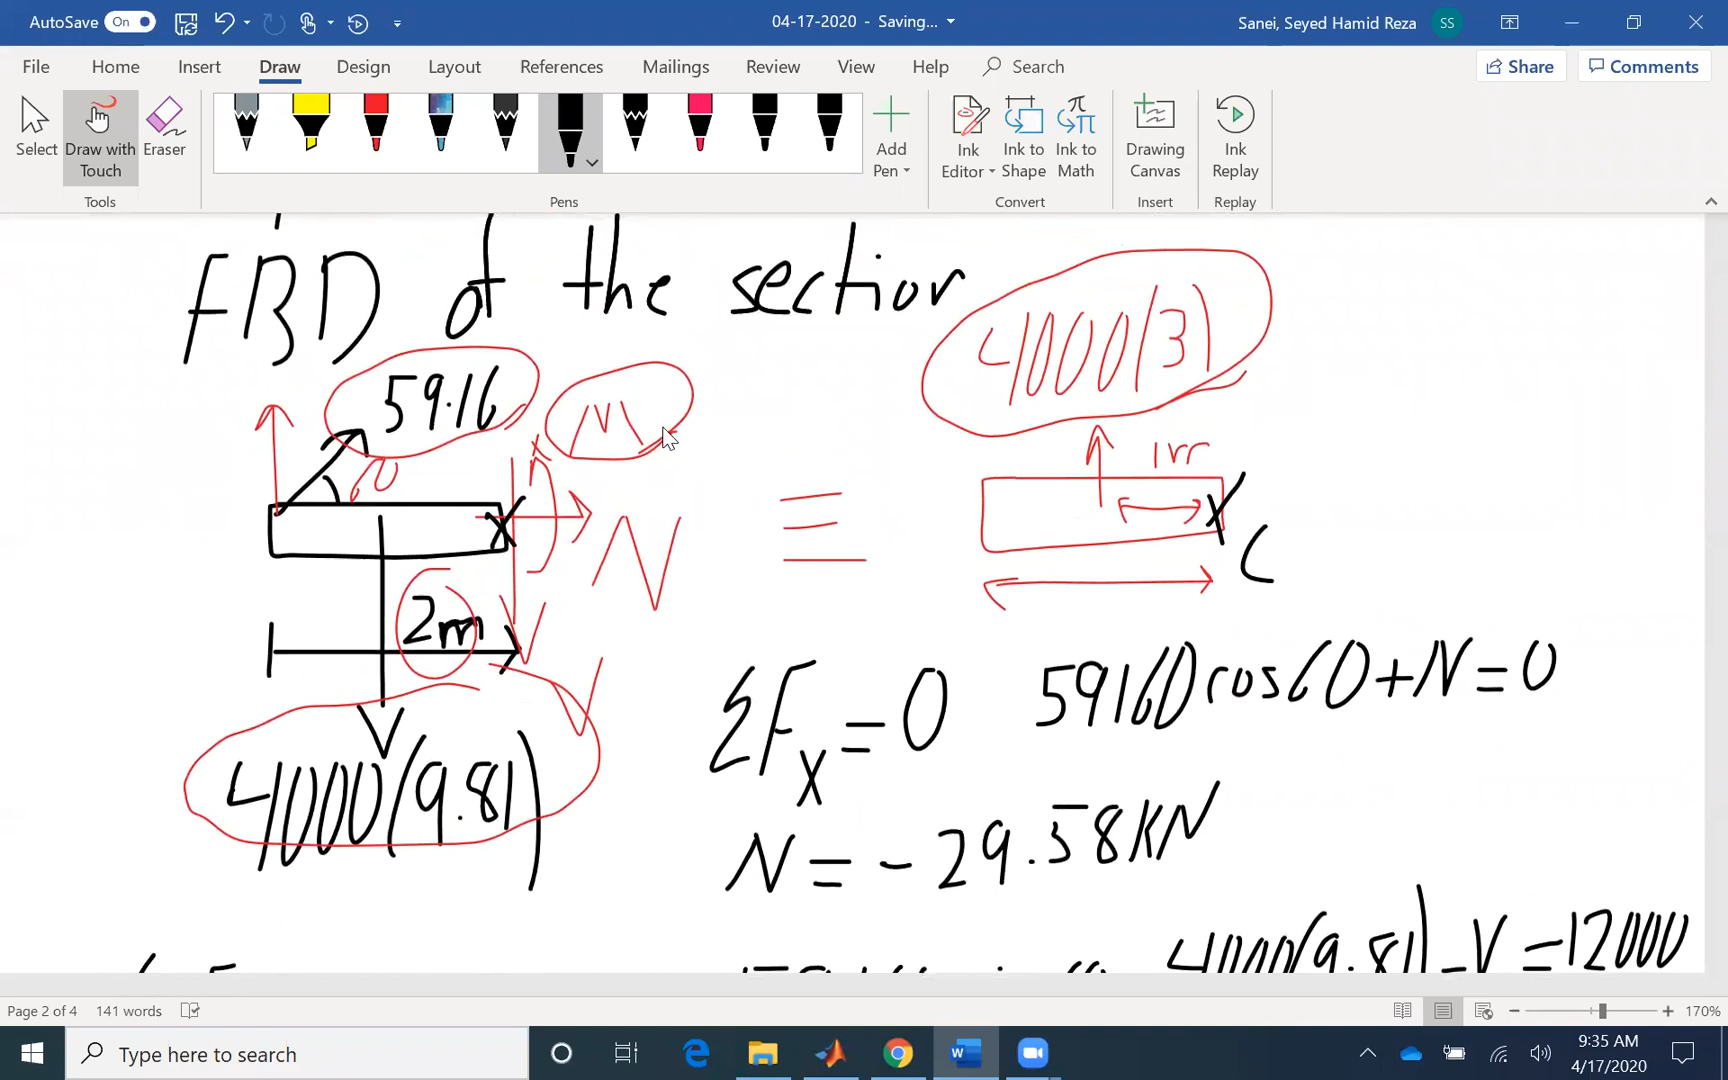 AutoSave On 04-17-2020 - Saving... Sanei, Seyed Hamid Reza SS
File Home Insert Draw Design Layout References Mailings Review View Help Search Share Comments
Select Draw with Touch Eraser Add Pen Ink Editor Ink to Shape Ink to Math Drawing Canvas Ink Replay
Tools Pens Convert Insert Replay
FBD of the section
4000(3)
59.16 M
60
1m
N =
X X C
2m
V
4000(9.81)
ΣFx = 0 59160cos60+N=0
N = -29.58KN
4000(9.81)-V=12000
Page 2 of 4 141 words 170%
Type here to search
9:35 AM
4/17/2020